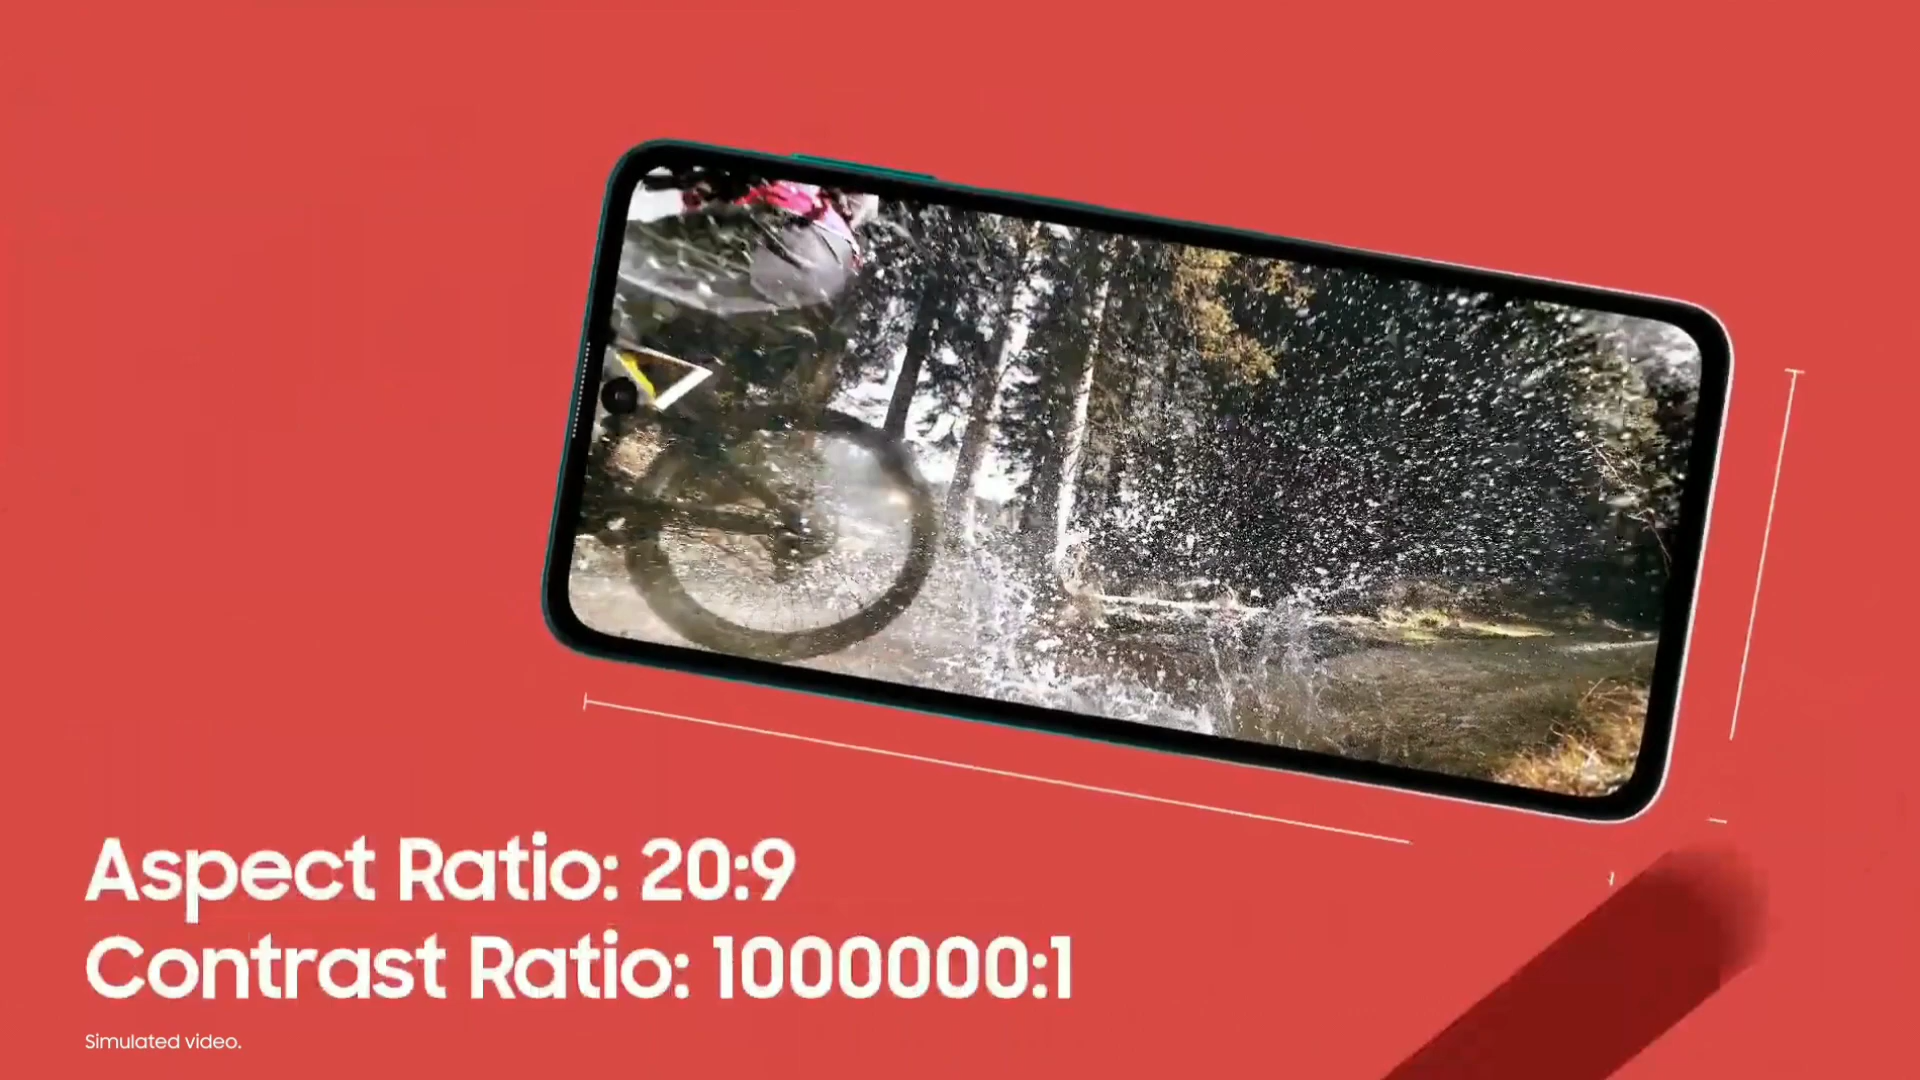 Aspect Ratio: 20:9
Contrast Ratio: 1000000:1
Simulated video.